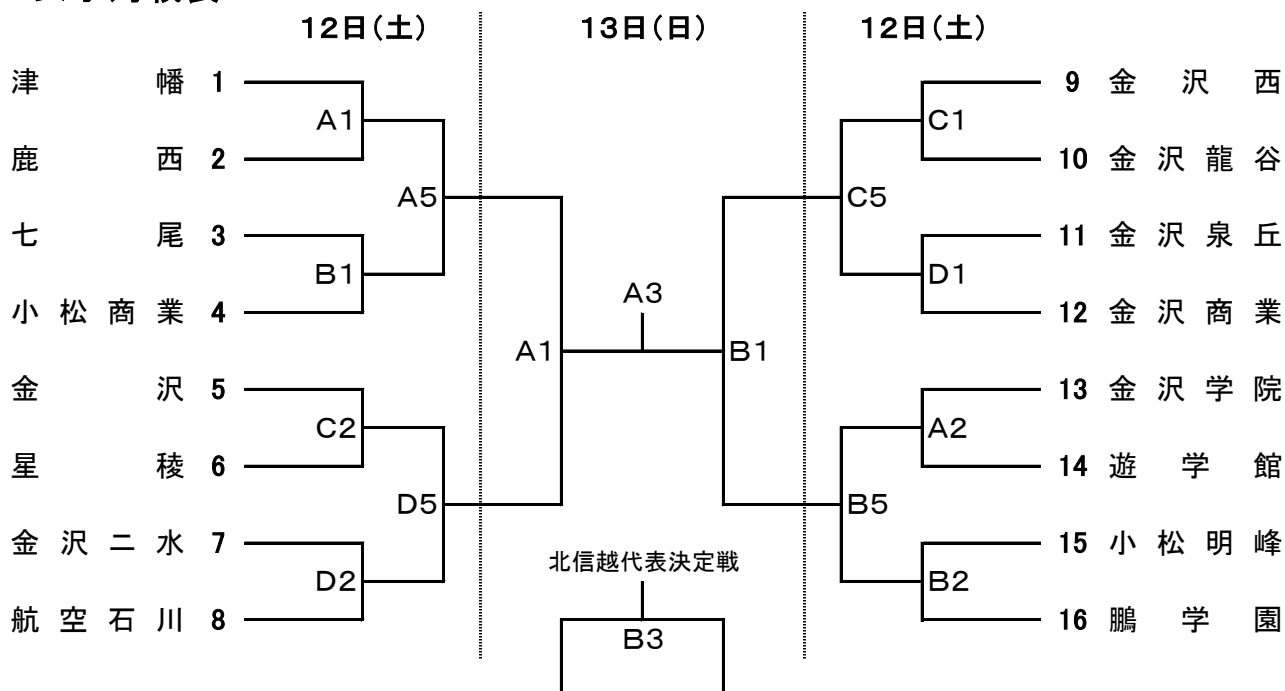 12日(土) 13日(日) 12日(土)
津幡 1
鹿西 2
七尾 3
小松商業 4
金沢 5
星稜 6
金沢二水 7
航空石川 8
A1
B1
C2
D2
A5
D5
A1
A3
B1
C5
B5
C1
D1
A2
B2
9 金沢西
10 金沢龍谷
11 金沢泉丘
12 金沢商業
13 金沢学院
14 遊学館
15 小松明峰
16 鵬学園
北信越代表決定戦
B3